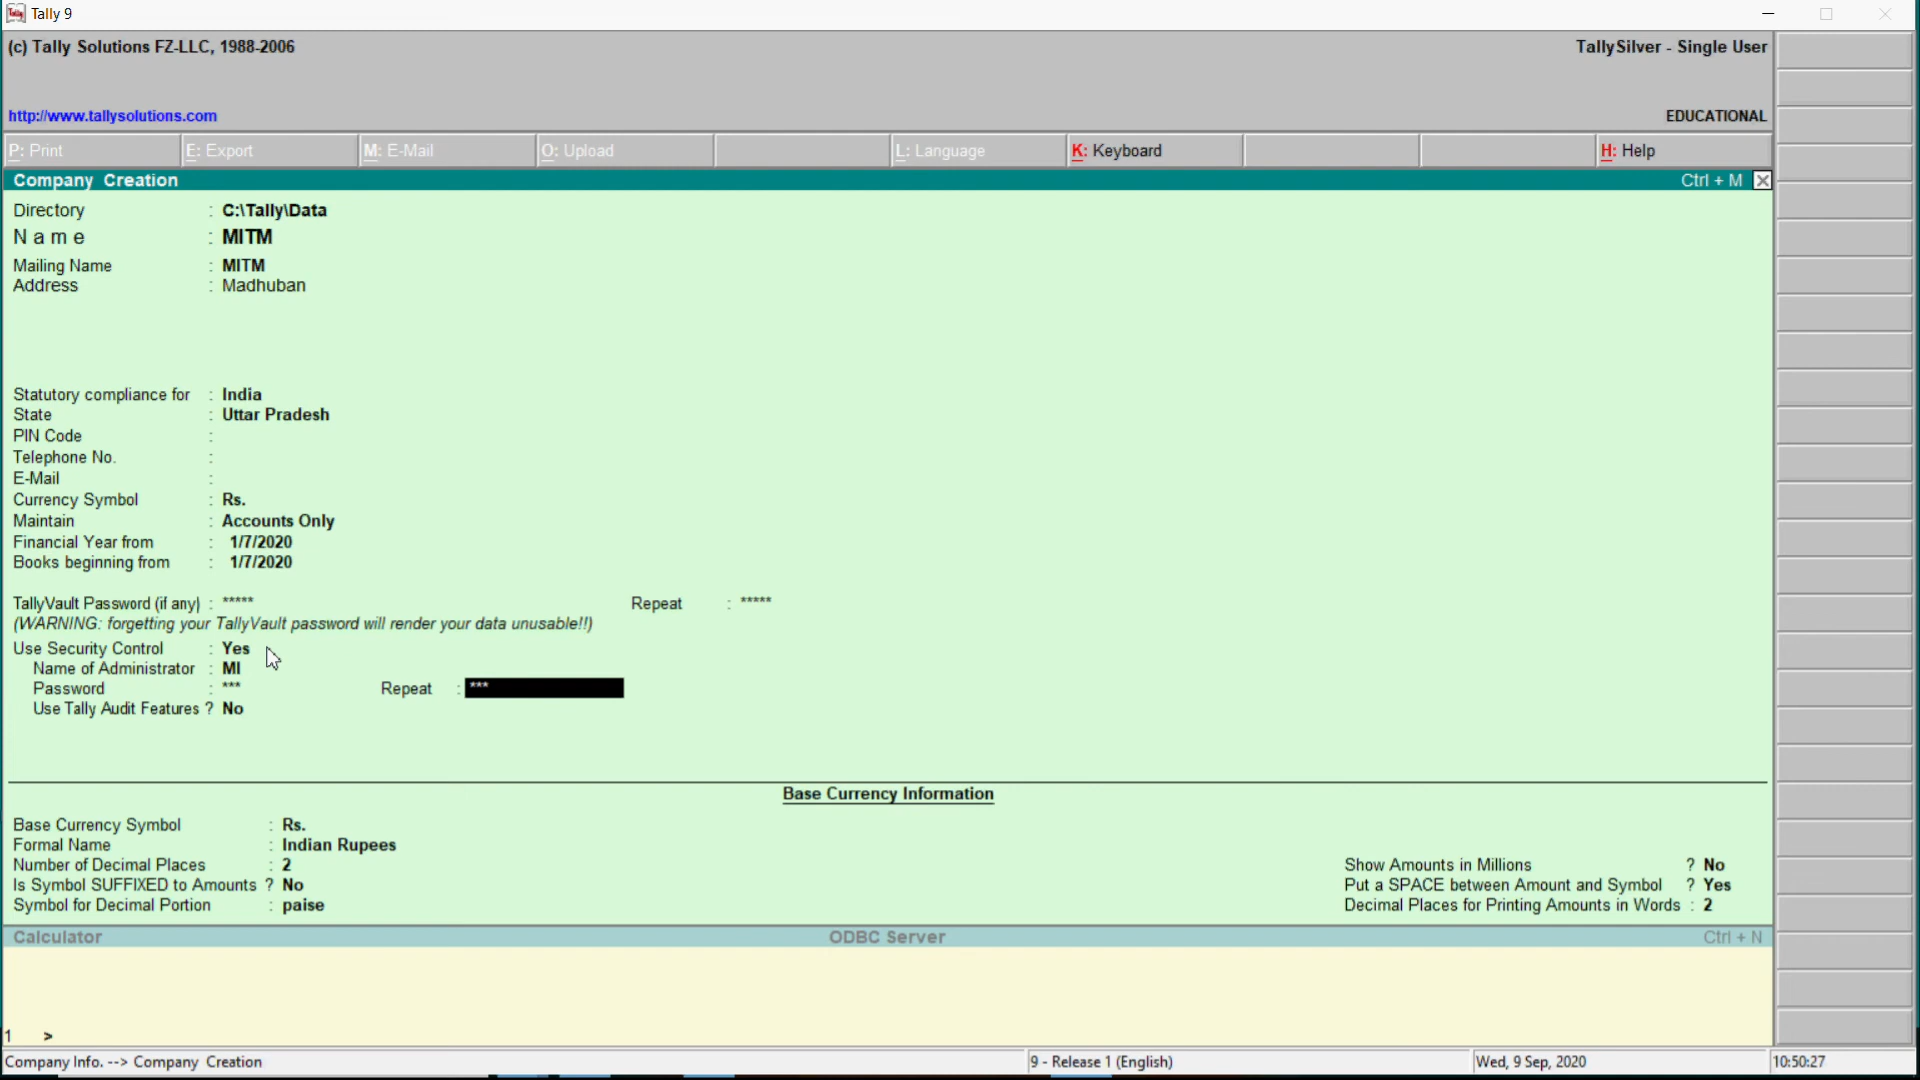 Tally 9
(c) Tally Solutions FZ-LLC, 1988-2006 TallySilver - Single User
http://www.tallysolutions.com EDUCATIONAL
P: Print E: Export M: E-Mail O: Upload L: Language K: Keyboard H: Help
Company Creation Ctrl + M
Directory : C:\Tally\Data
Name : MITM
Mailing Name : MITM
Address : Madhuban
Statutory compliance for : India
State : Uttar Pradesh
PIN Code :
Telephone No. :
E-Mail :
Currency Symbol : Rs.
Maintain : Accounts Only
Financial Year from : 1/7/2020
Books beginning from : 1/7/2020
TallyVault Password (if any) : ***** Repeat : *****
(WARNING: forgetting your TallyVault password will render your data unusable!!)
Use Security Control : Yes
Name of Administrator : MI
Password : *** Repeat : ***
Use Tally Audit Features ? No
Base Currency Information
Base Currency Symbol : Rs.
Formal Name : Indian Rupees
Number of Decimal Places : 2 Show Amounts in Millions ? No
Is Symbol SUFFIXED to Amounts ? No Put a SPACE between Amount and Symbol ? Yes
Symbol for Decimal Portion : paise Decimal Places for Printing Amounts in Words : 2
Calculator ODBC Server Ctrl + N
1 >
Company Info. --> Company Creation 9 - Release 1 (English) Wed, 9 Sep, 2020 10:50:27